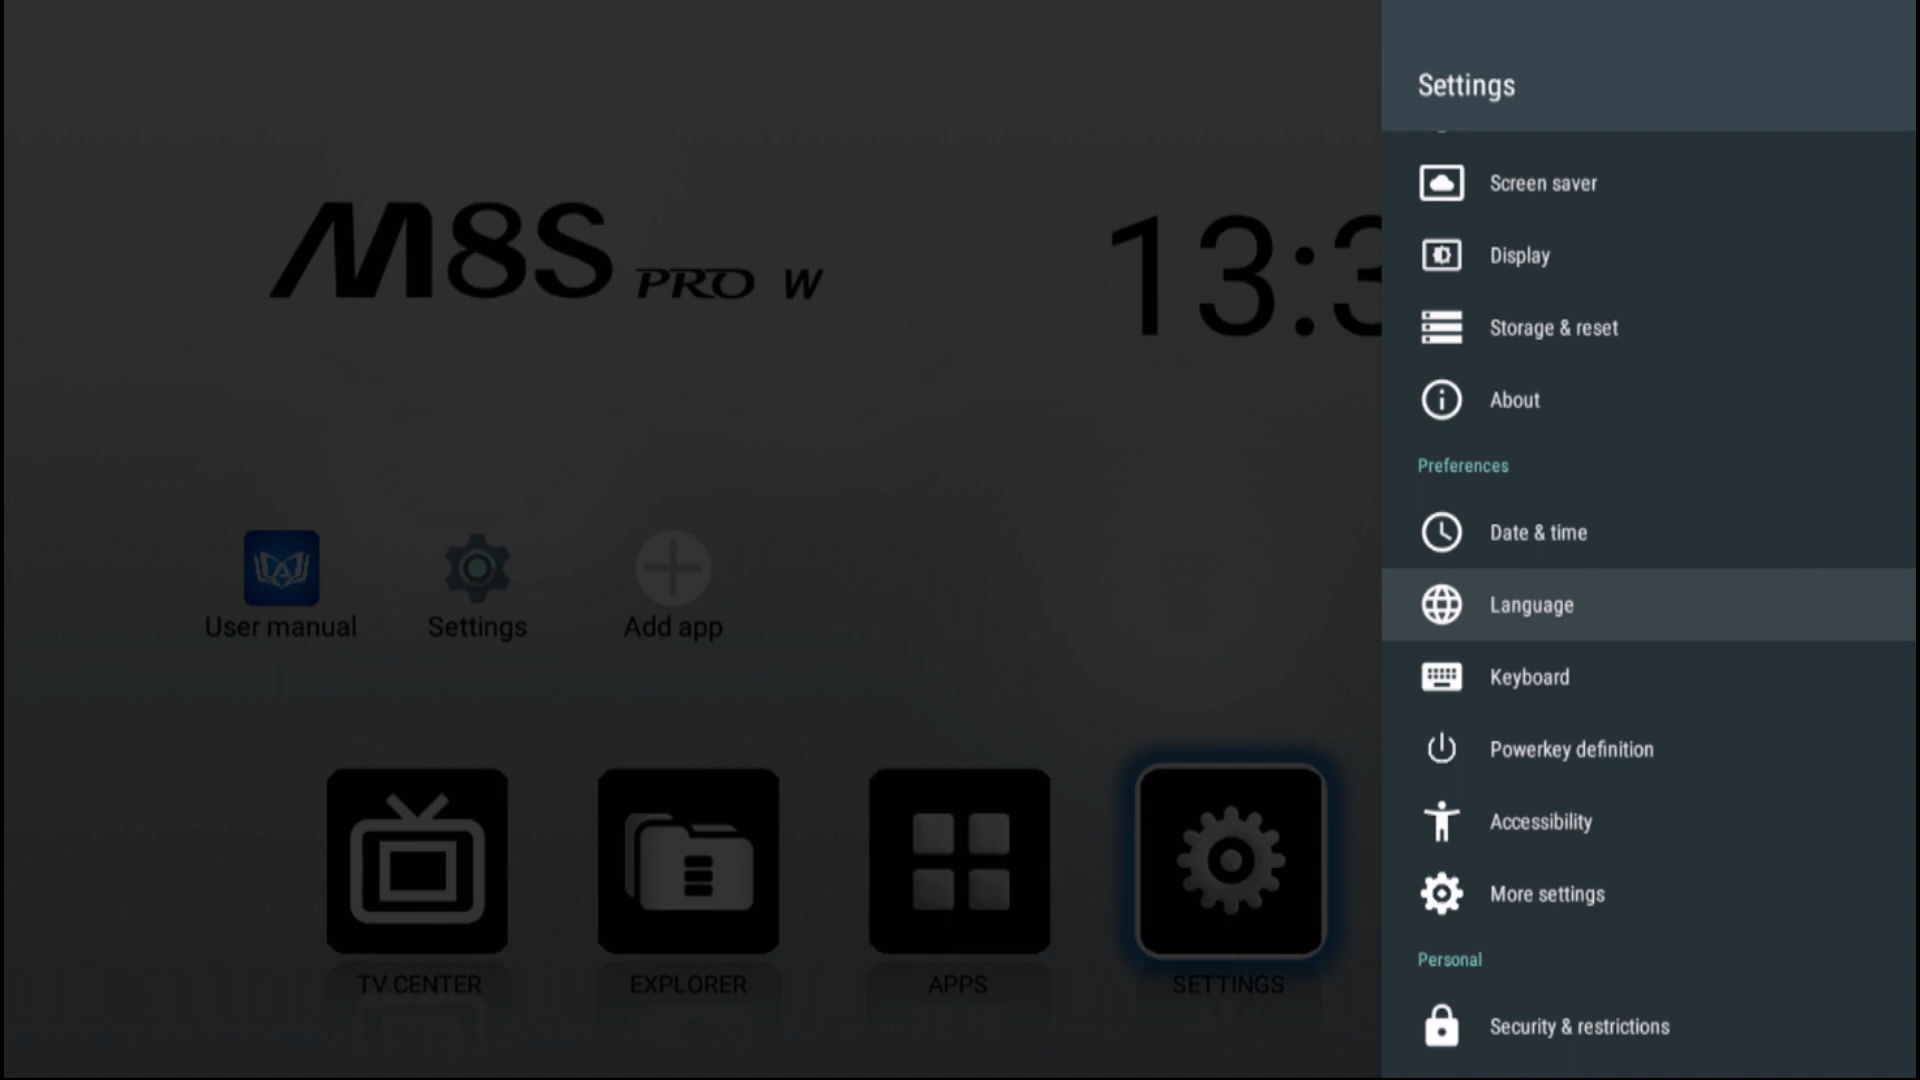 M8S PRO W
13:3
User manual
Settings
Add app
TV CENTER
EXPLORER
APPS
SETTINGS
Settings
Screen saver
Display
Storage & reset
About
Preferences
Date & time
Language
Keyboard
Powerkey definition
Accessibility
More settings
Personal
Security & restrictions